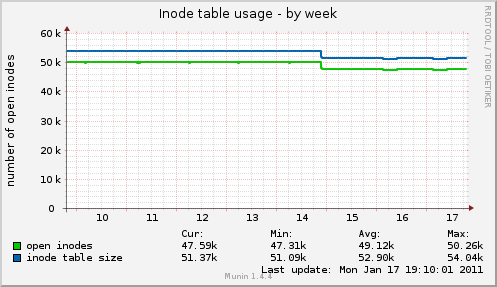 Inode table usage - by week
RRDTOOL / TOBI OETIKER
number of open inodes
60 k
50 k
40 k
30 k
20 k
10 k
0
10 11 12 13 14 15 16 17
Cur: Min: Avg: Max:
open inodes 47.59k 47.31k 49.12k 50.26k
inode table size 51.37k 51.09k 52.90k 54.04k
Last update: Mon Jan 17 19:10:01 2011
Munin 1.4.4